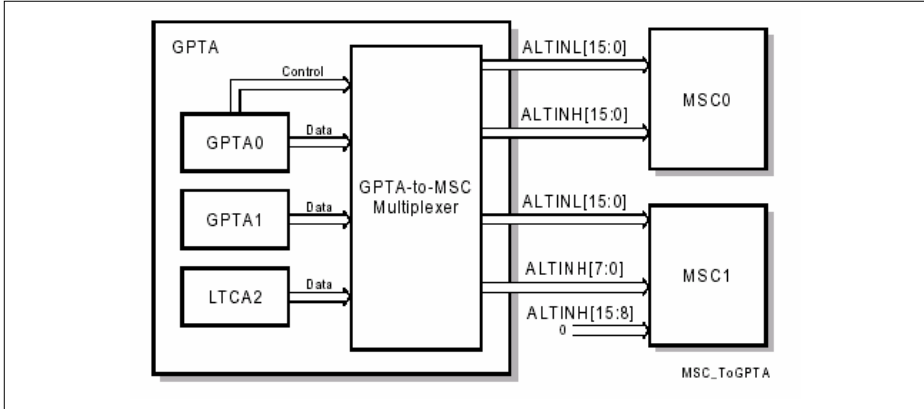 GPTA
Control
GPTA0
Data
GPTA1
Data
LTCA2
Data
GPTA-to-MSC
Multiplexer
ALTINL[15:0]
ALTINH[15:0]
MSC0
ALTINL[15:0]
ALTINH[7:0]
ALTINH[15:8]
0
MSC1
MSC_ToGPTA